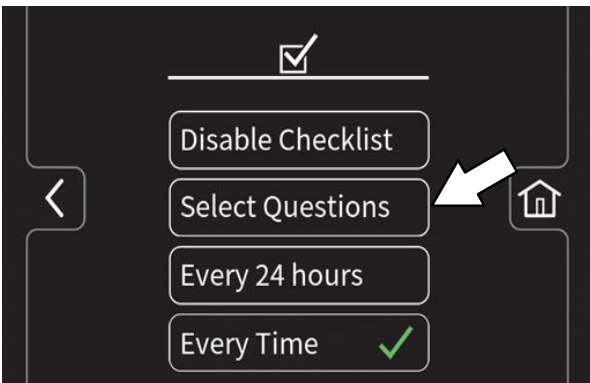 Disable Checklist
Select Questions
Every 24 hours
Every Time